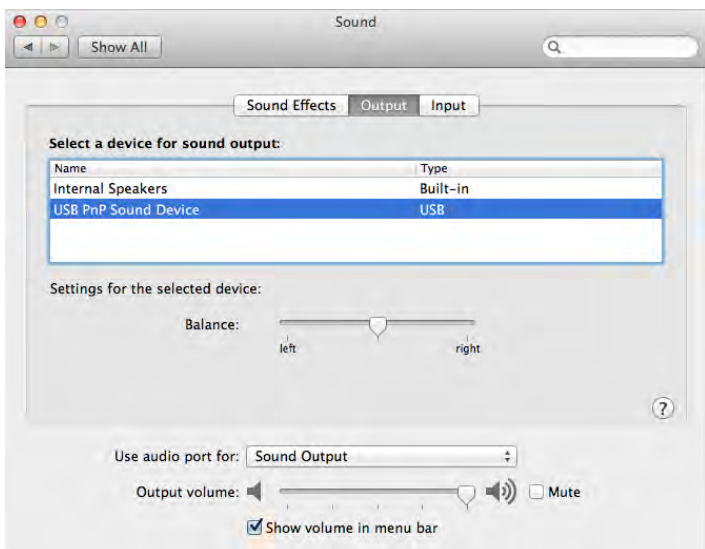 Sound
Show All
Sound Effects Output Input
Select a device for sound output:
Name Type
Internal Speakers Built-in
USB PnP Sound Device USB
Settings for the selected device:
Balance:
left right
?
Use audio port for: Sound Output
Output volume: Mute
Show volume in menu bar